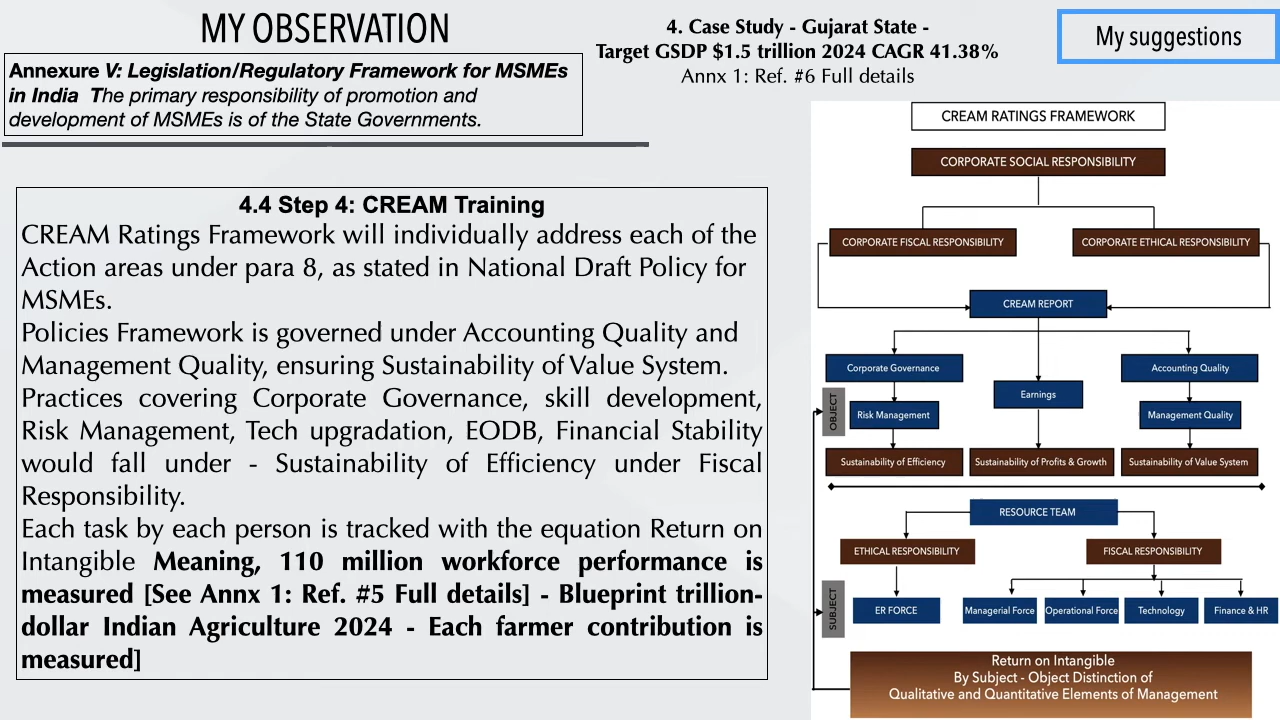 MY OBSERVATION
Annexure V: Legislation/Regulatory Framework for MSMEs
in India The primary responsibility of promotion and
development of MSMEs is of the State Governments.
4. Case Study - Gujarat State -
Target GSDP $1.5 trillion 2024 CAGR 41.38%
Annx 1: Ref. #6 Full details
My suggestions
4.4 Step 4: CREAM Training
CREAM Ratings Framework will individually address each of the
Action areas under para 8, as stated in National Draft Policy for
MSMEs.
Policies Framework is governed under Accounting Quality and
Management Quality, ensuring Sustainability of Value System.
Practices covering Corporate Governance, skill development,
Risk Management, Tech upgradation, EODB, Financial Stability
would fall under - Sustainability of Efficiency under Fiscal
Responsibility.
Each task by each person is tracked with the equation Return on
Intangible Meaning, 110 million workforce performance is
measured [See Annx 1: Ref. #5 Full details] - Blueprint trillion-
dollar Indian Agriculture 2024 - Each farmer contribution is
measured]
CREAM RATINGS FRAMEWORK
CORPORATE SOCIAL RESPONSIBILITY
CORPORATE FISCAL RESPONSIBILITY
CORPORATE ETHICAL RESPONSIBILITY
CREAM REPORT
Corporate Governance
Accounting Quality
Earnings
OBJECT
Risk Management
Management Quality
Sustainability of Efficiency
Sustainability of Profits & Growth
Sustainability of Value System
RESOURCE TEAM
ETHICAL RESPONSIBILITY
FISCAL RESPONSIBILITY
SUBJECT
ER FORCE
Managerial Force
Operational Force
Technology
Finance & HR
Return on Intangible
By Subject - Object Distinction of
Qualitative and Quantitative Elements of Management